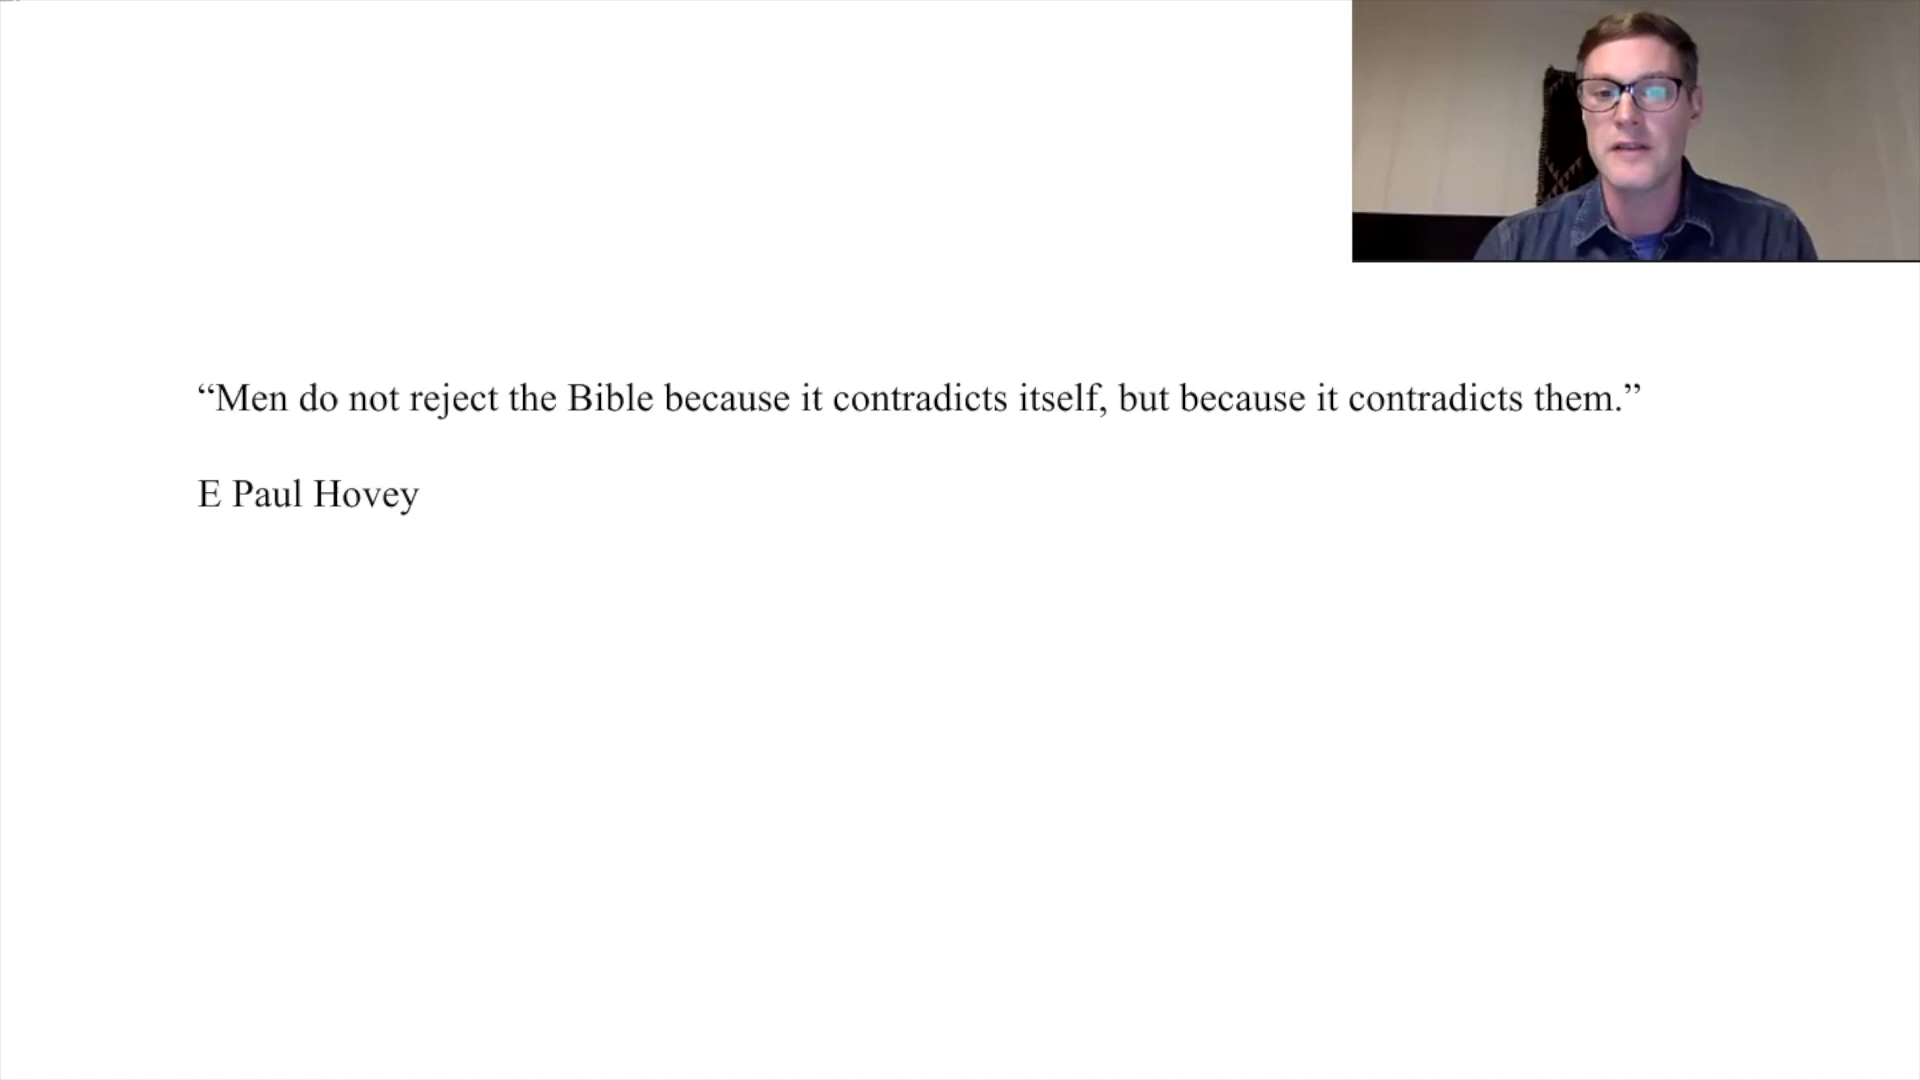 “Men do not reject the Bible because it contradicts itself, but because it contradicts them.”
E Paul Hovey